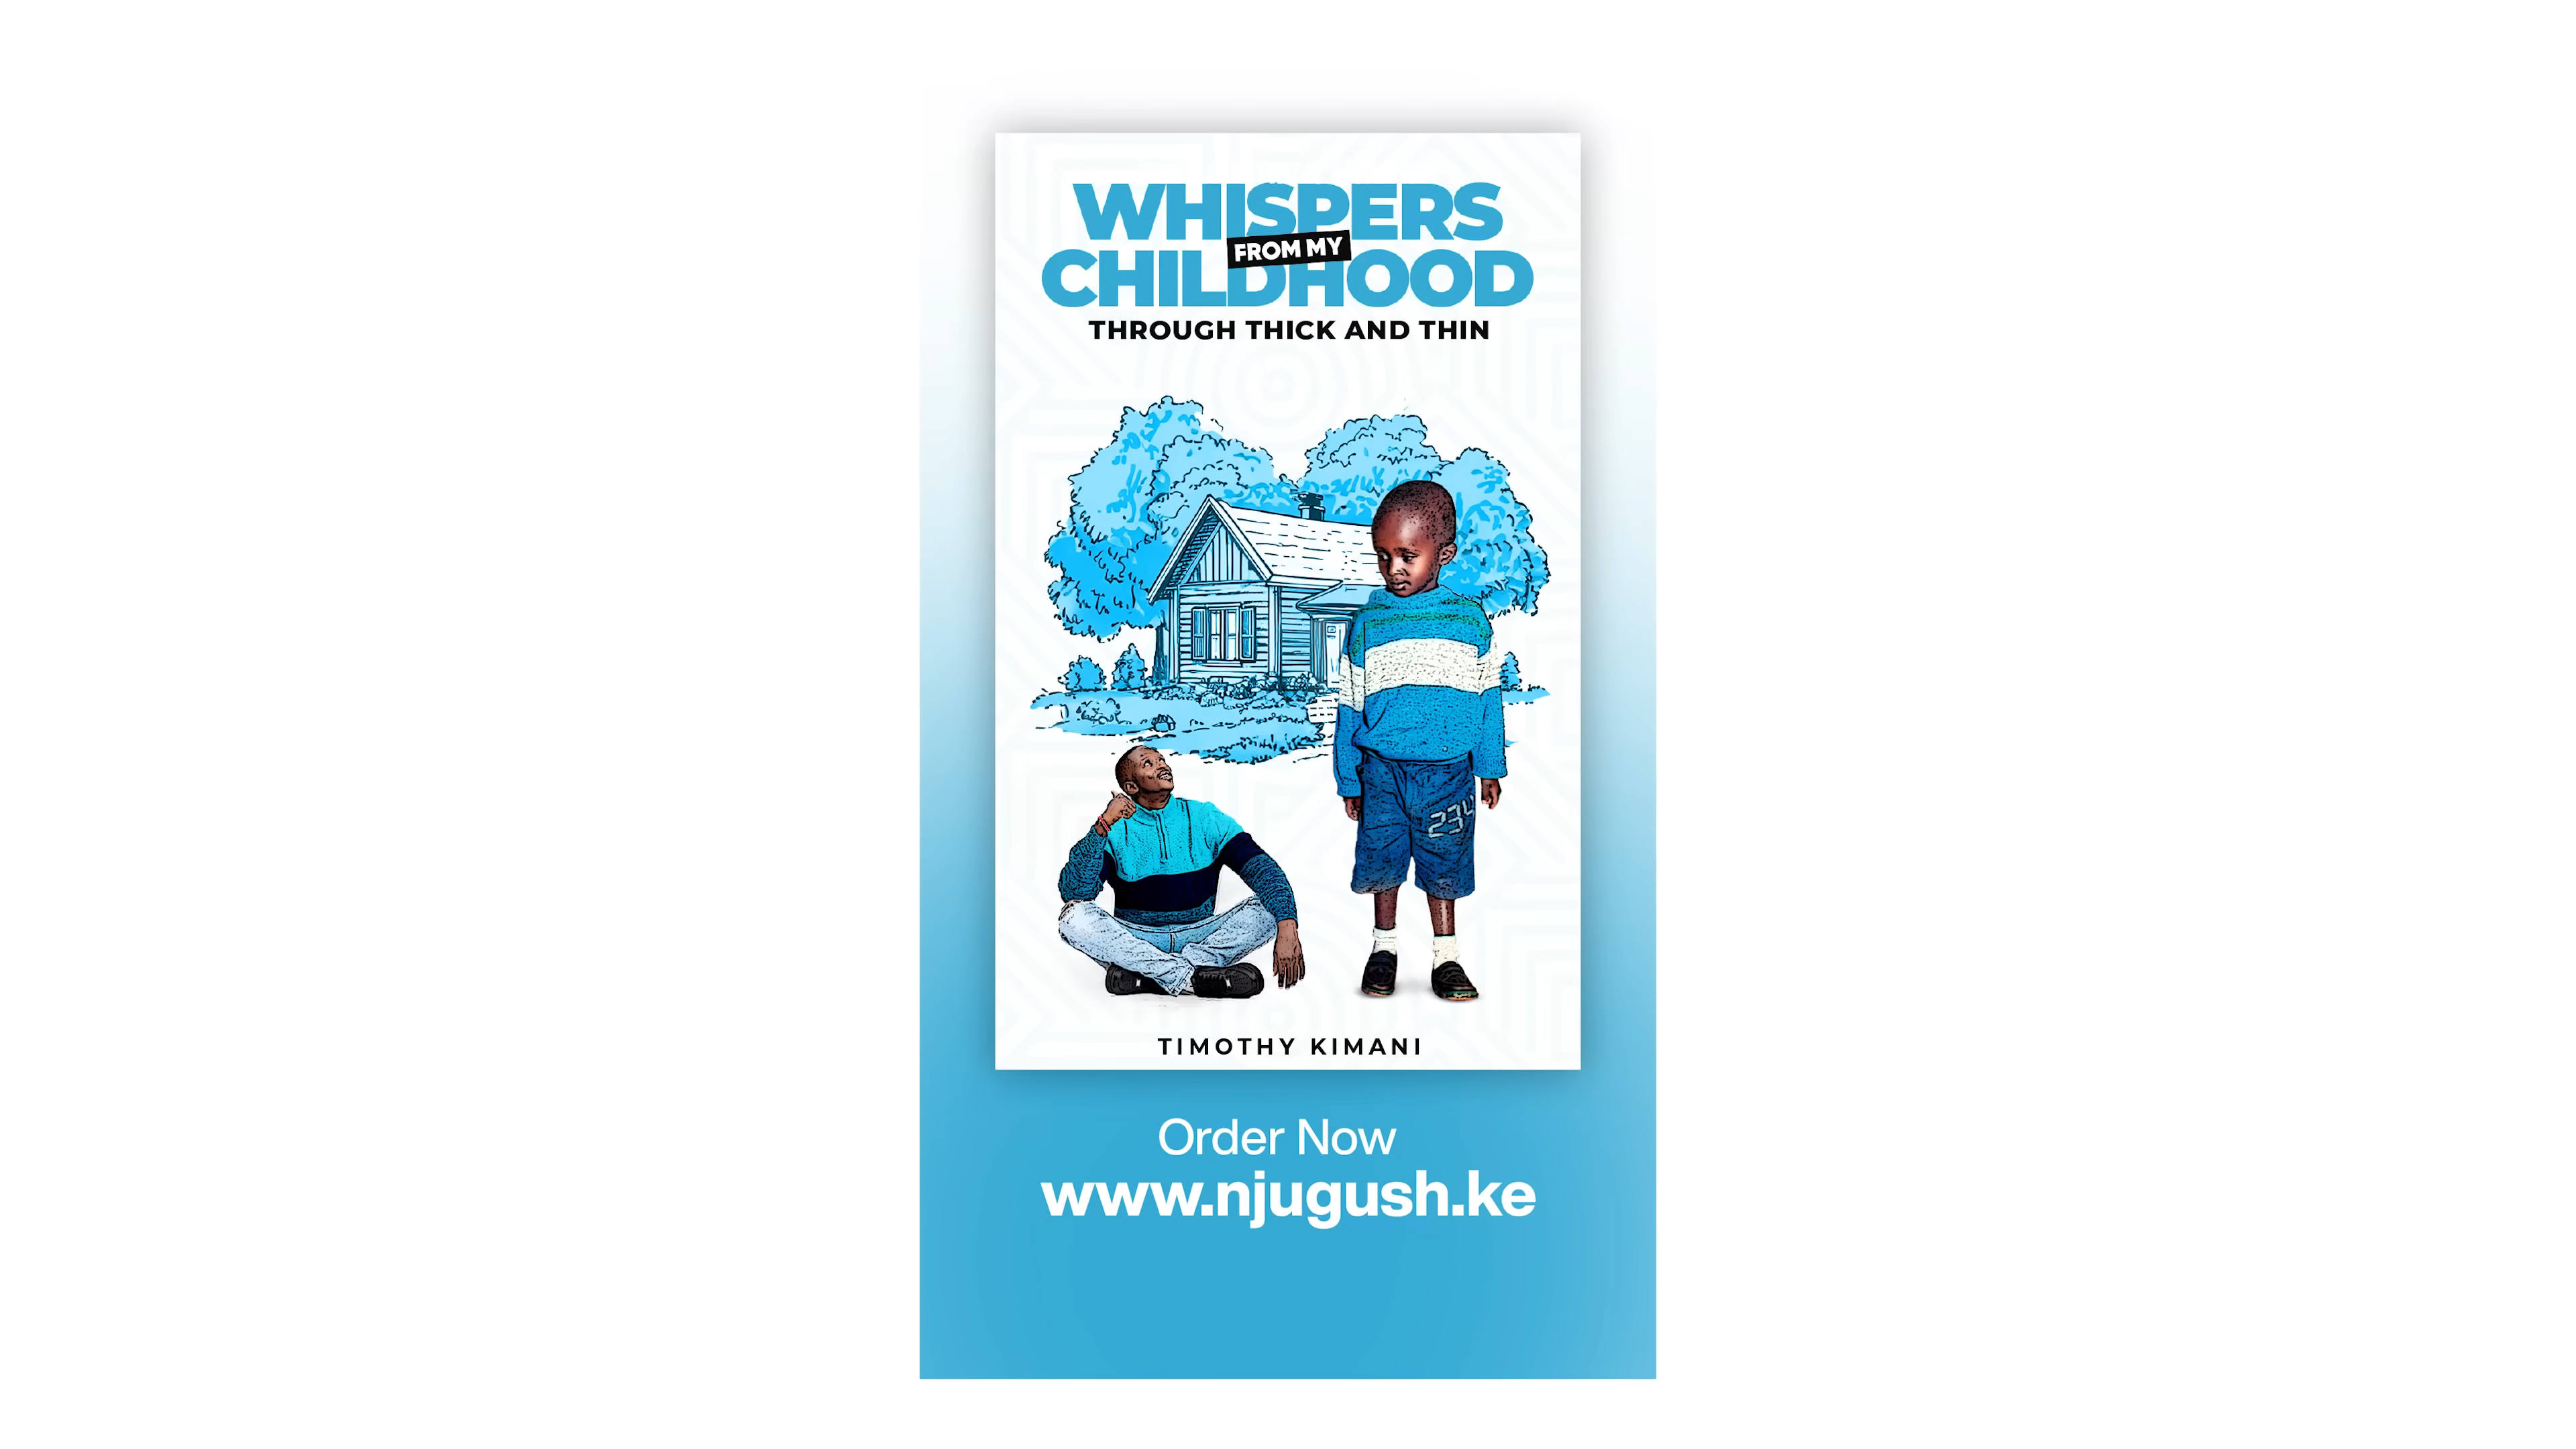 WHISPERS
FROM MY
CHILDHOOD
THROUGH THICK AND THIN
234
TIMOTHY KIMANI
Order Now
www.njugush.ke